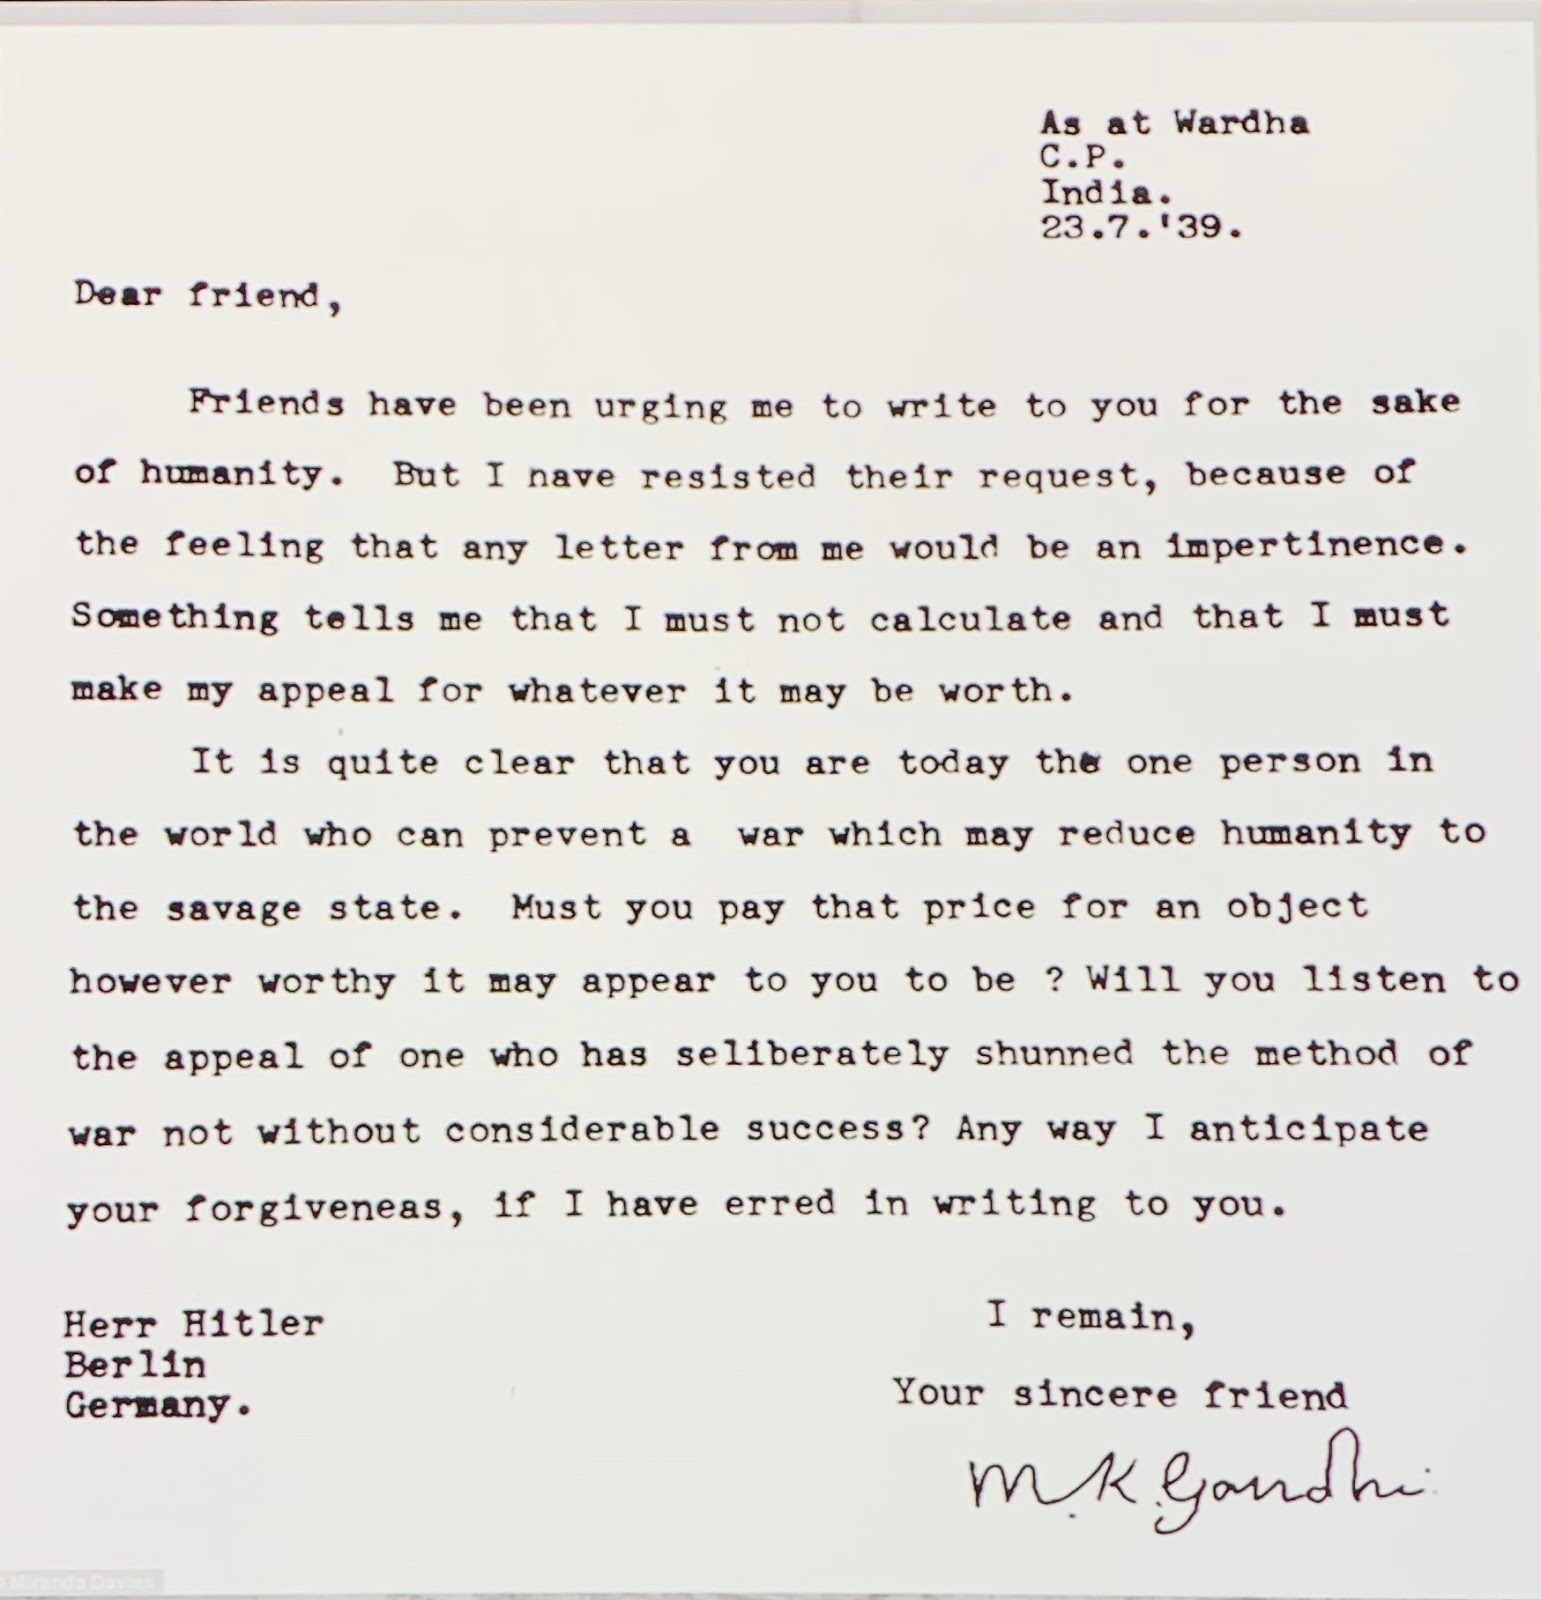 As at Wardha
C.P.
India.
23.7.'39.
Dear friend,
Friends have been urging me to write to you for the sake
of humanity. But I have resisted their request, because of
the feeling that any letter from me would be an impertinence.
Something tells me that I must not calculate and that I must
make my appeal for whatever it may be worth.
It is quite clear that you are today the one person in
the world who can prevent a war which may reduce humanity to
the savage state. Must you pay that price for an object
however worthy it may appear to you to be ? Will you listen to
the appeal of one who has seliberately shunned the method of
war not without considerable success? Any way I anticipate
your forgiveneas, if I have erred in writing to you.
I remain,
Your sincere friend
M.K.Gandhi
Herr Hitler
Berlin
Germany.
Miranda Davies